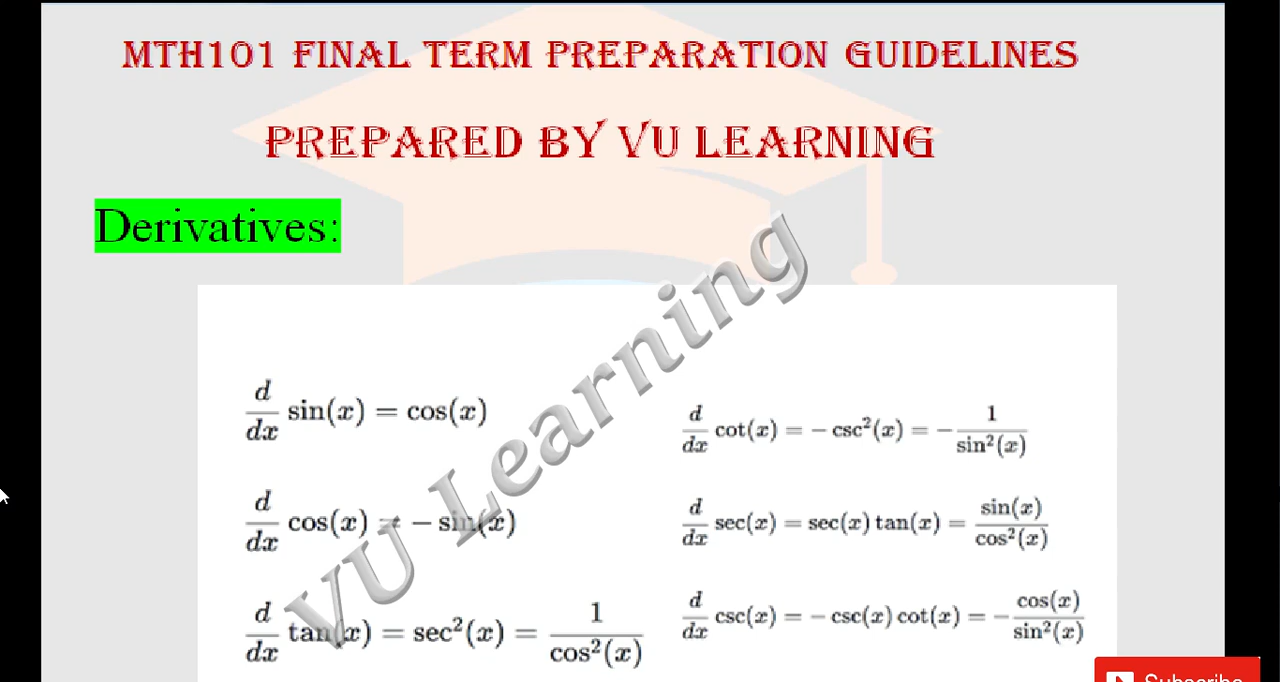 MTH101 FINAL TERM PREPARATION GUIDELINES
PREPARED BY VU LEARNING
Derivatives:
d/dx sin(x) = cos(x)
d/dx cos(x) = − sin(x)
d/dx tan(x) = sec²(x) = 1/cos²(x)
d/dx cot(x) = − csc²(x) = − 1/sin²(x)
d/dx sec(x) = sec(x) tan(x) = sin(x)/cos²(x)
d/dx csc(x) = − csc(x) cot(x) = − cos(x)/sin²(x)
VU Learning
Subscribe